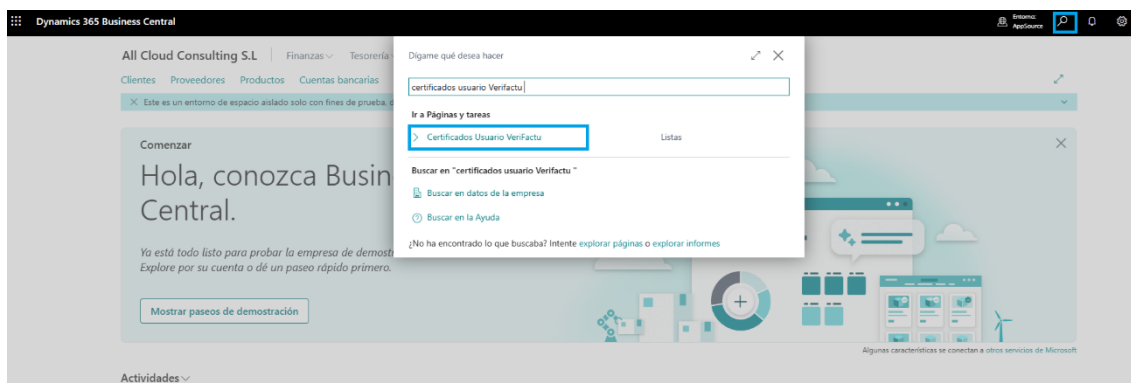 Dynamics 365 Business Central
Entorno:
AppSource
All Cloud Consulting S.L Finanzas Tesorería
Clientes Proveedores Productos Cuentas bancarias
Este es un entorno de espacio aislado solo con fines de prueba.
Dígame qué desea hacer
certificados usuario Verifactu
Ir a Páginas y tareas
Certificados Usuario VeriFactu Listas
Buscar en "certificados usuario Verifactu "
Buscar en datos de la empresa
Buscar en la Ayuda
¿No ha encontrado lo que buscaba? Intente explorar páginas o explorar informes
Comenzar
Hola, conozca Busin
Central.
Ya está todo listo para probar la empresa de demost
Explore por su cuenta o dé un paseo rápido primero.
Mostrar paseos de demostración
Algunas características se conectan a otros servicios de Microsoft
Actividades